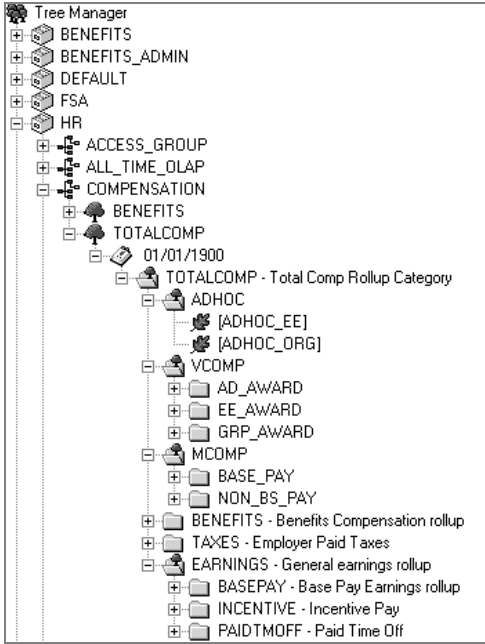 Tree Manager
BENEFITS
BENEFITS_ADMIN
DEFAULT
FSA
HR
ACCESS_GROUP
ALL_TIME_OLAP
COMPENSATION
BENEFITS
TOTALCOMP
01/01/1900
TOTALCOMP - Total Comp Rollup Category
ADHOC
[ADHOC_EE]
[ADHOC_ORG]
VCOMP
AD_AWARD
EE_AWARD
GRP_AWARD
MCOMP
BASE_PAY
NON_BS_PAY
BENEFITS - Benefits Compensation rollup
TAXES - Employer Paid Taxes
EARNINGS - General earnings rollup
BASEPAY - Base Pay Earnings rollup
INCENTIVE - Incentive Pay
PAIDTMOFF - Paid Time Off